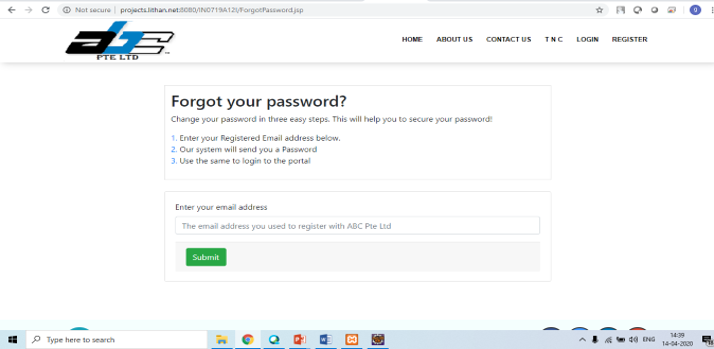 Not secure | projects.lithan.net:8080/IN0719A12I/ForgotPassword.jsp
abc
PTE LTD
HOME ABOUT US CONTACT US T N C LOGIN REGISTER
Forgot your password?
Change your password in three easy steps. This will help you to secure your password!
1. Enter your Registered Email address below.
2. Our system will send you a Password
3. Use the same to login to the portal
Enter your email address
The email address you used to register with ABC Pte Ltd
Submit
Type here to search
ENG
14:39
14-04-2020